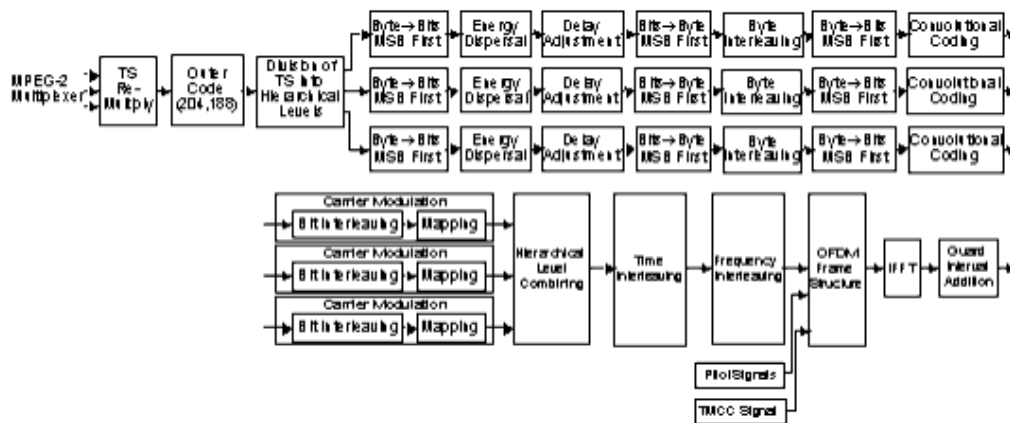 Byte→Bits
MSB First
Energy
Dispersal
Delay
Adjustment
Bits→Byte
MSB First
Byte
Interleaving
Byte→Bits
MSB First
Convolutional
Coding
MPEG-2
Multiplexer
TS
Re-
Multiply
Outer
Code
(204,188)
Division of
TS into
Hierarchical
Levels
Byte→Bits
MSB First
Energy
Dispersal
Delay
Adjustment
Bits→Byte
MSB First
Byte
Interleaving
Byte→Bits
MSB First
Convolutional
Coding
Byte→Bits
MSB First
Energy
Dispersal
Delay
Adjustment
Bits→Byte
MSB First
Byte
Interleaving
Byte→Bits
MSB First
Convolutional
Coding
Carrier Modulation
Bit Interleaving
Mapping
Carrier Modulation
Bit Interleaving
Mapping
Carrier Modulation
Bit Interleaving
Mapping
Hierarchical
Level
Combining
Time
Interleaving
Frequency
Interleaving
OFDM
Frame
Structure
IFFT
Guard
Interval
Addition
Pilot Signals
TMCC Signal